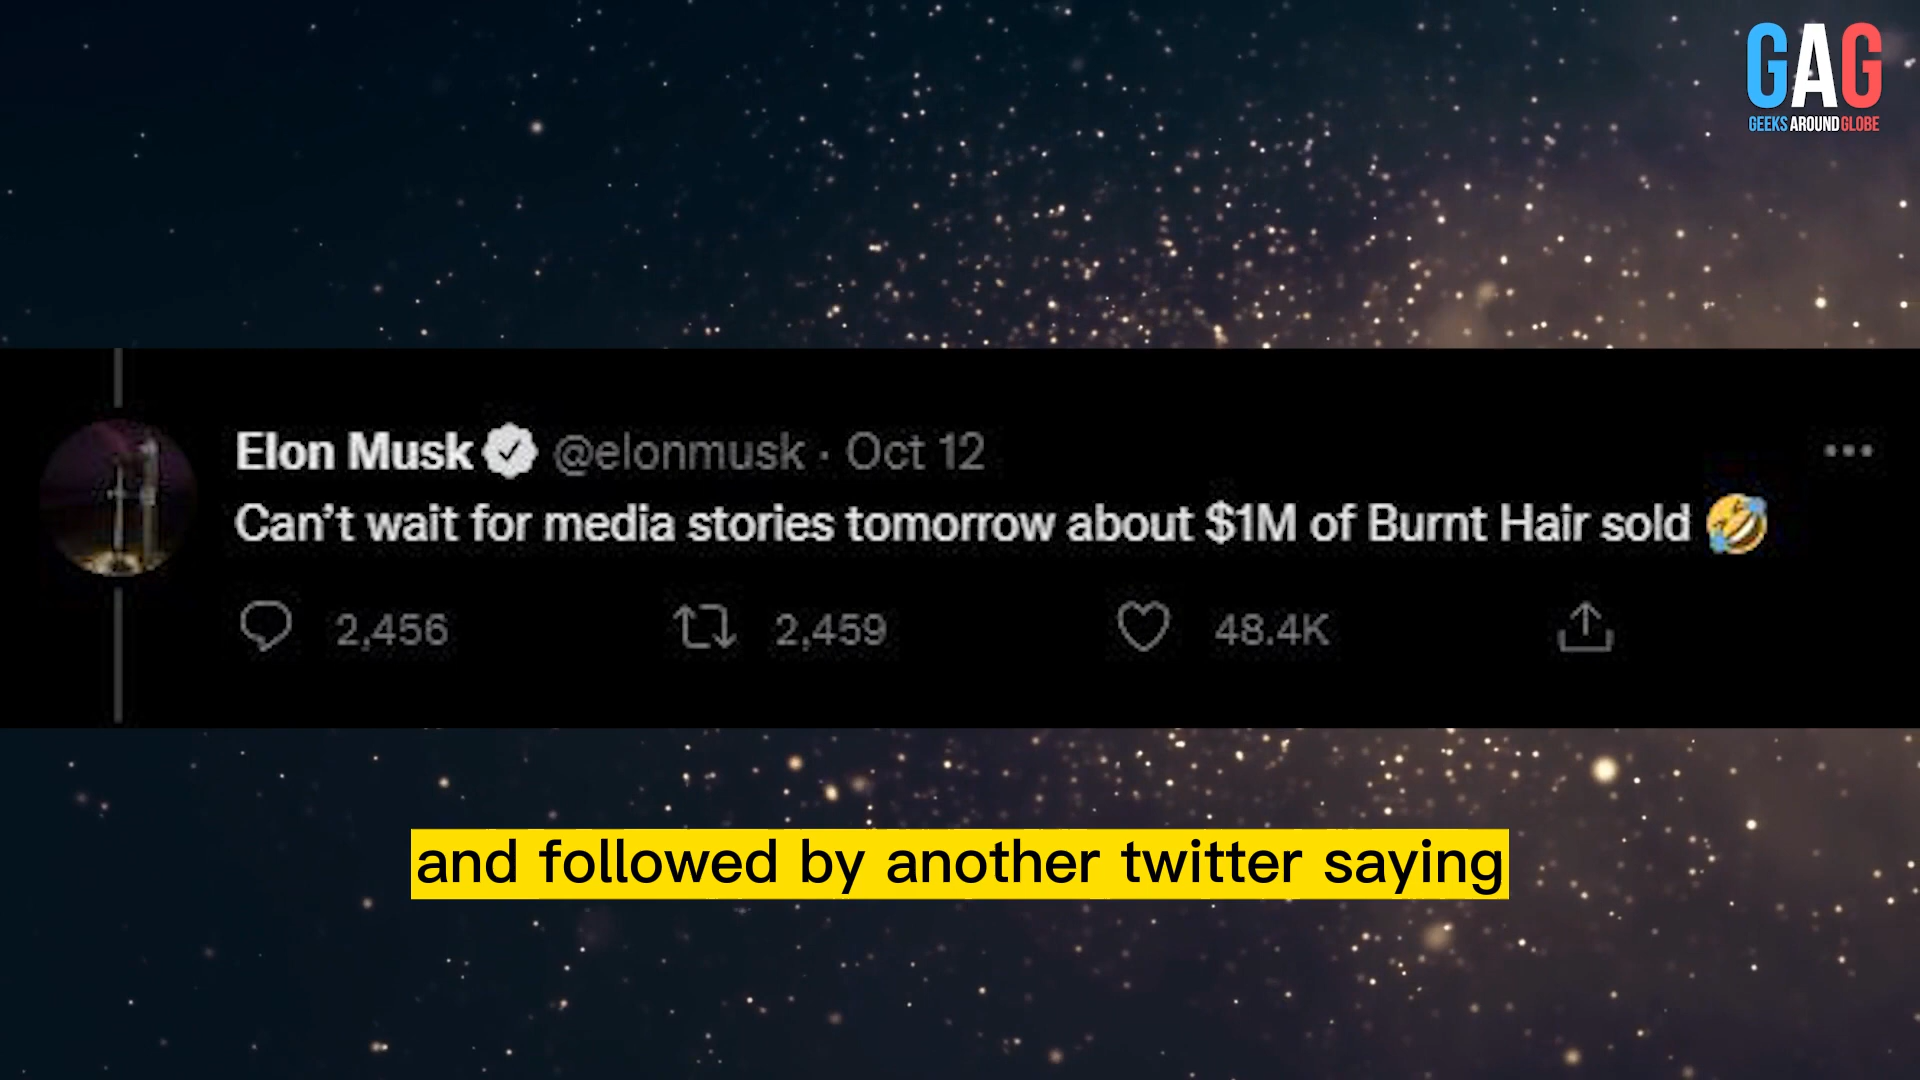 GAG
GEEKS AROUND GLOBE
Elon Musk @elonmusk · Oct 12
Can't wait for media stories tomorrow about $1M of Burnt Hair sold 🤣
2,456 2,459 48.4K
and followed by another twitter saying